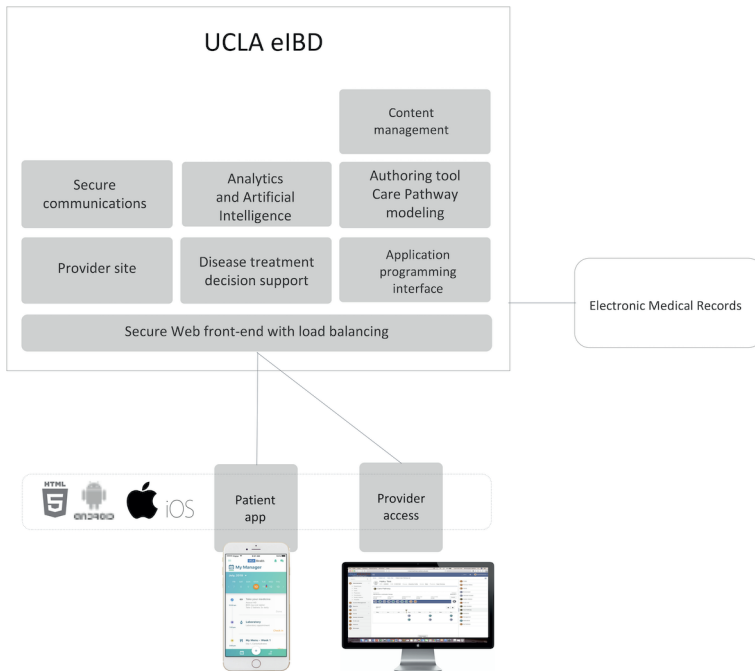 UCLA eIBD
Content
management
Secure
communications
Analytics
and Artificial
Intelligence
Authoring tool
Care Pathway
modeling
Provider site
Disease treatment
decision support
Application
programming
interface
Secure Web front-end with load balancing
Electronic Medical Records
HTML
5
ANDROID
iOS
Patient
app
Provider
access
My Manager
Laboratory